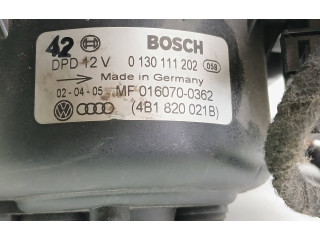 42 BOSCH
DPD 12 V 0 130 111 202 058
Made in Germany
02-04-05 MF 016070-0362
(4B1 820 021B)